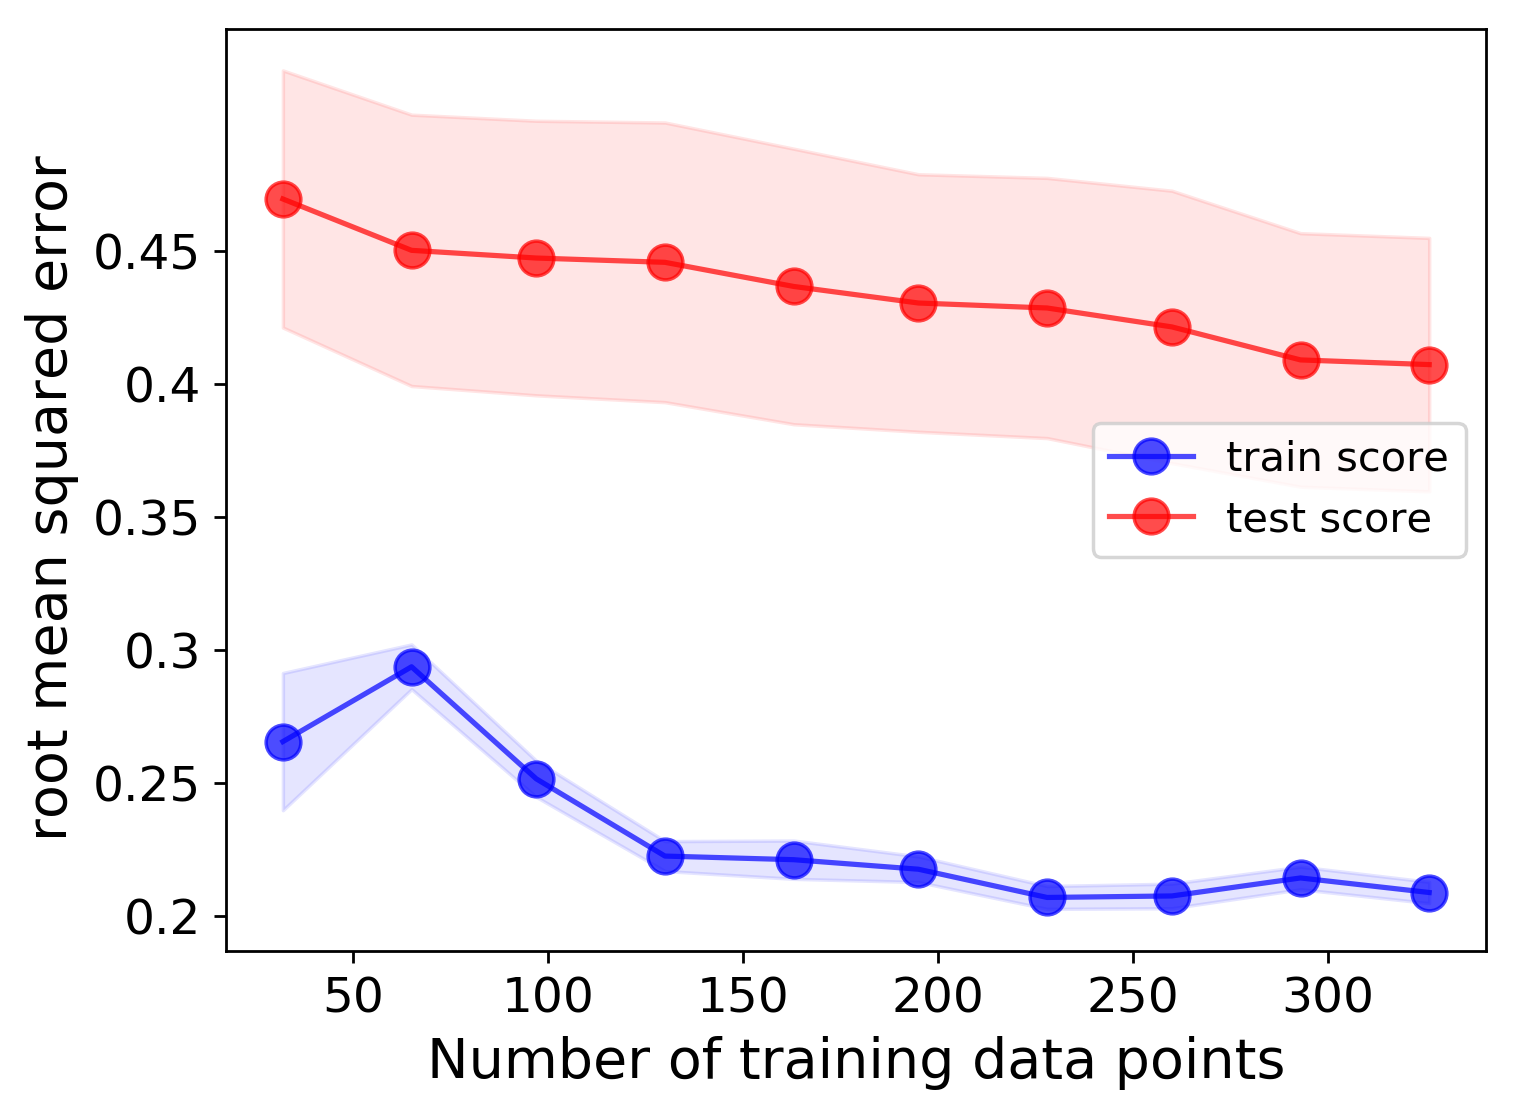 root mean squared error
0.45
0.4
0.35
0.3
0.25
0.2
train score
test score
50 100 150 200 250 300
Number of training data points